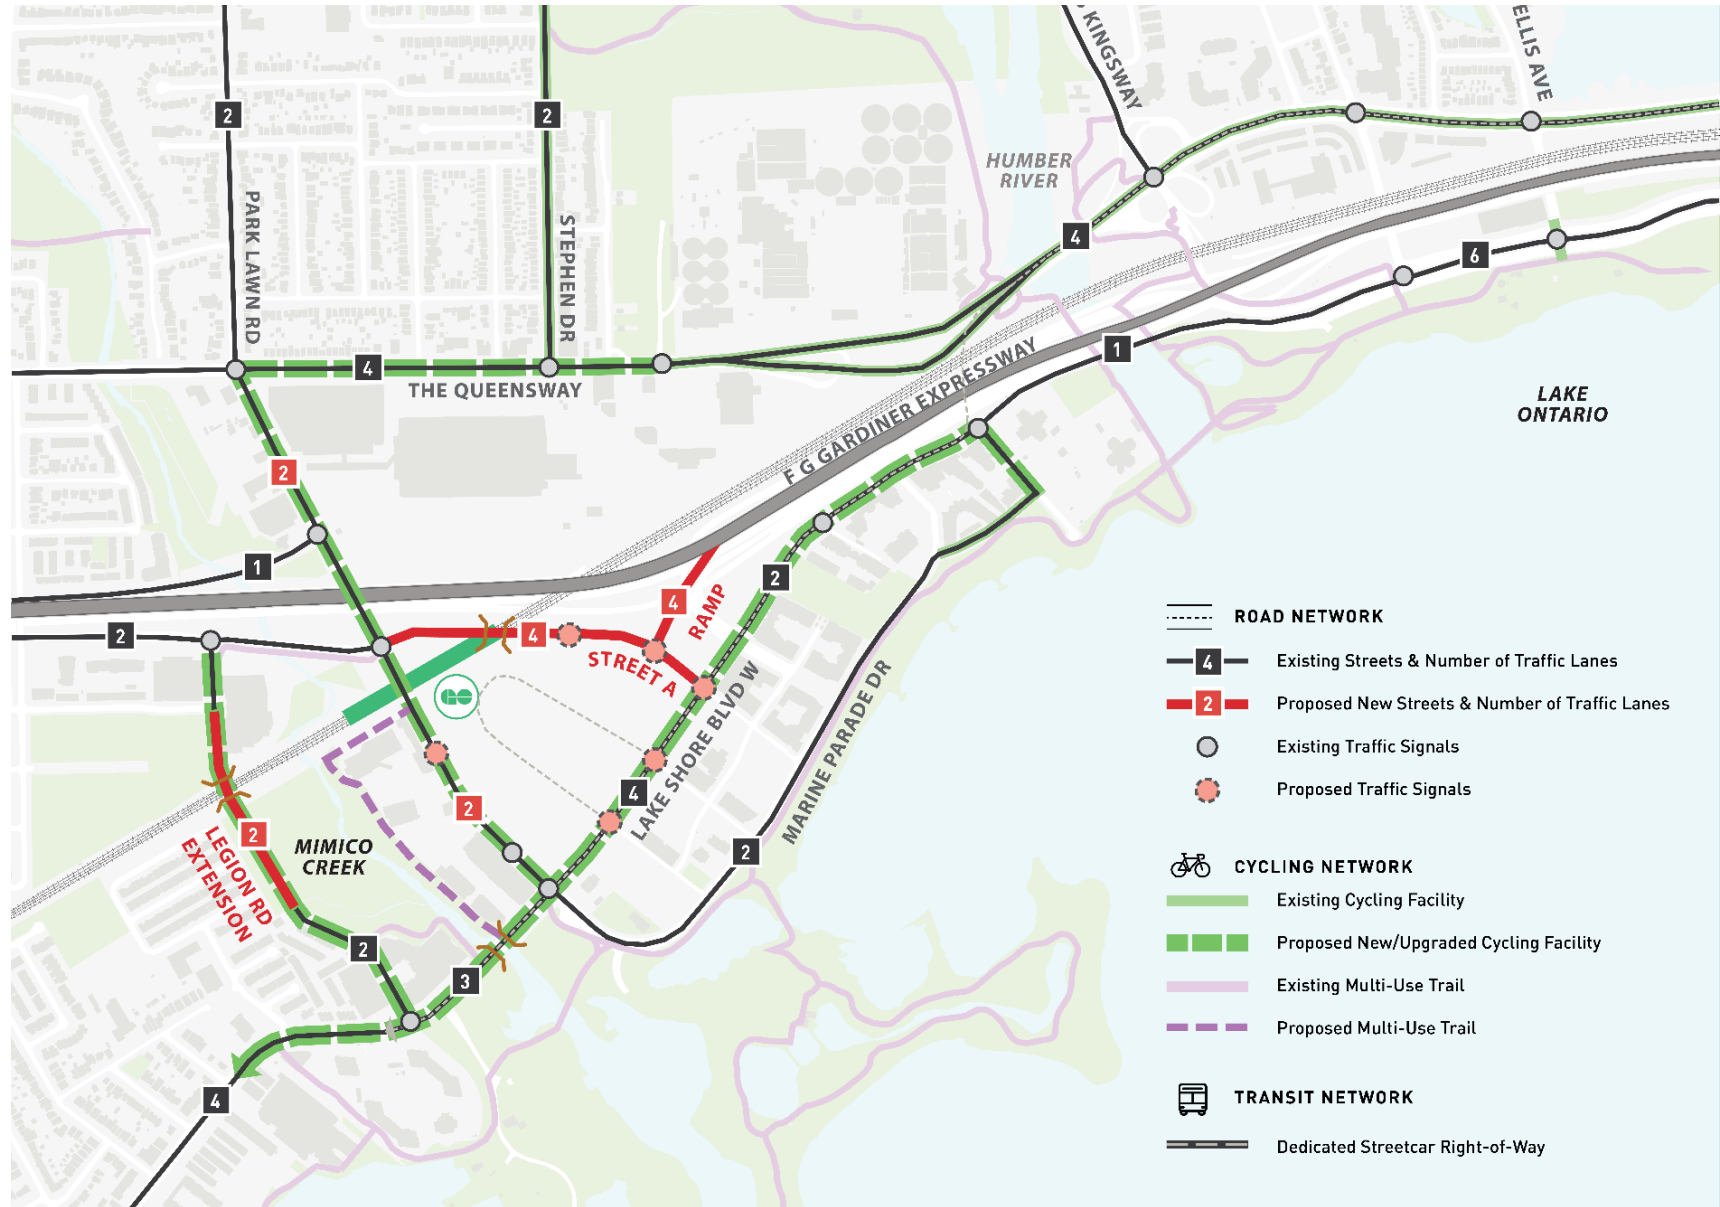 KINGSWAY
ELLIS AVE
2
2
HUMBER
RIVER
PARK LAWN RD
STEPHEN DR
4
6
1
4
THE QUEENSWAY
F G GARDINER EXPRESSWAY
LAKE
ONTARIO
2
1
2
4
RAMP
2
4
STREET A
GO
LAKE SHORE BLVD W
MARINE PARADE DR
4
2
2
2
LEGION RD
EXTENSION
MIMICO
CREEK
2
3
4
ROAD NETWORK
4
Existing Streets & Number of Traffic Lanes
2
Proposed New Streets & Number of Traffic Lanes
Existing Traffic Signals
Proposed Traffic Signals
CYCLING NETWORK
Existing Cycling Facility
Proposed New/Upgraded Cycling Facility
Existing Multi-Use Trail
Proposed Multi-Use Trail
TRANSIT NETWORK
Dedicated Streetcar Right-of-Way